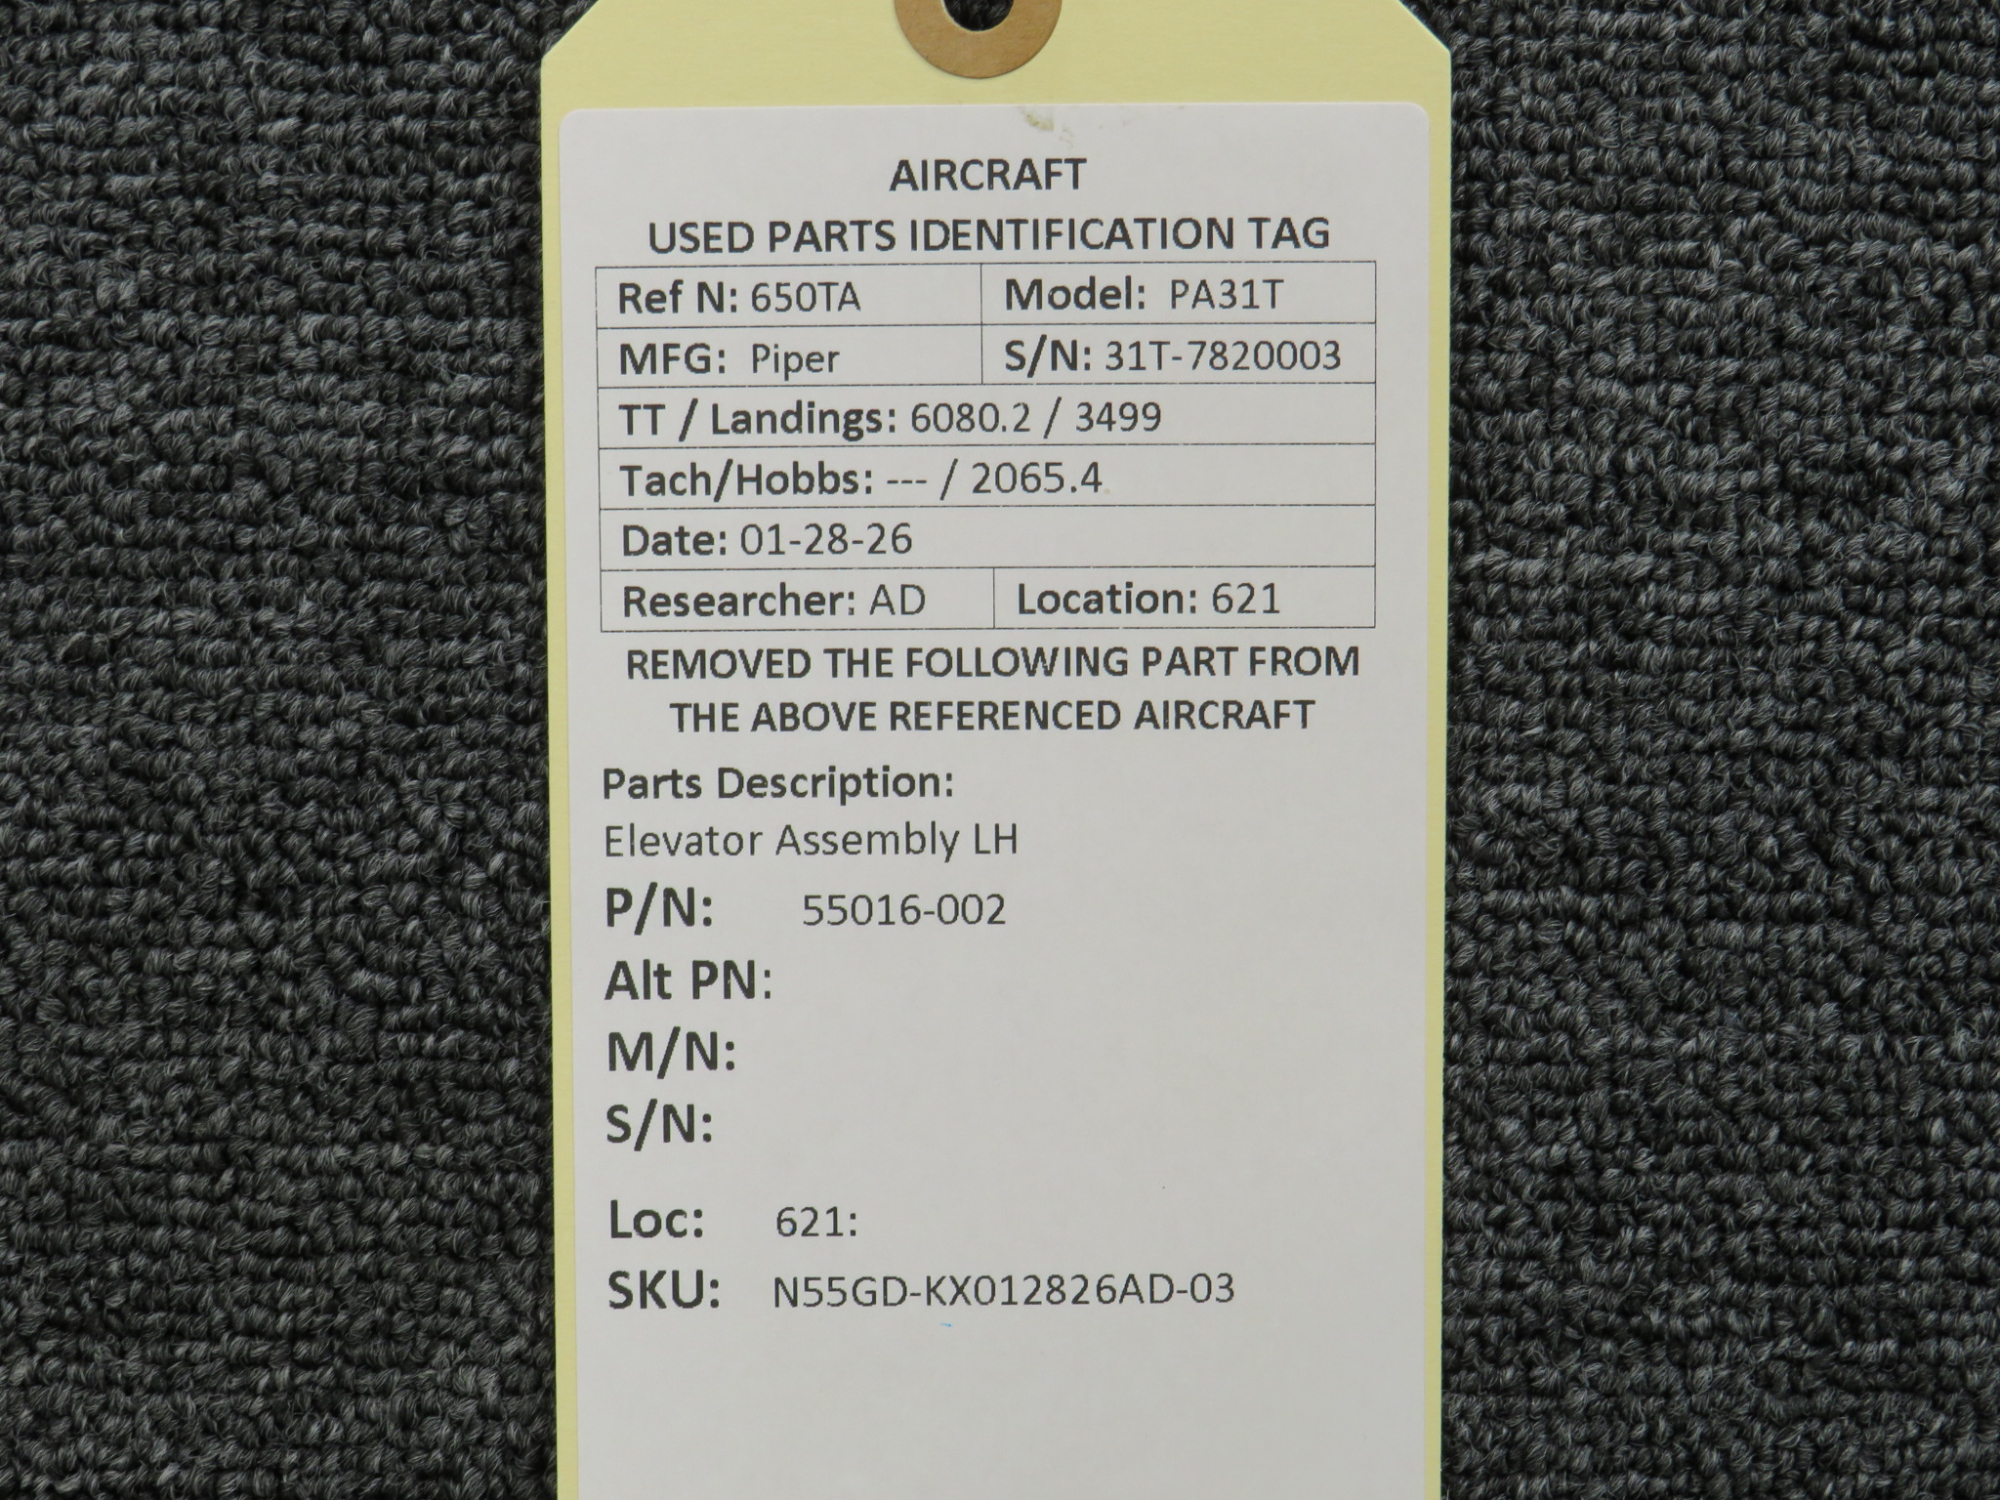 AIRCRAFT
USED PARTS IDENTIFICATION TAG
Ref N: 650TA Model: PA31T
MFG: Piper S/N: 31T-7820003
TT / Landings: 6080.2 / 3499
Tach/Hobbs: --- / 2065.4
Date: 01-28-26
Researcher: AD Location: 621
REMOVED THE FOLLOWING PART FROM
THE ABOVE REFERENCED AIRCRAFT
Parts Description:
Elevator Assembly LH
P/N: 55016-002
Alt PN:
M/N:
S/N:
Loc: 621:
SKU: N55GD-KX012826AD-03